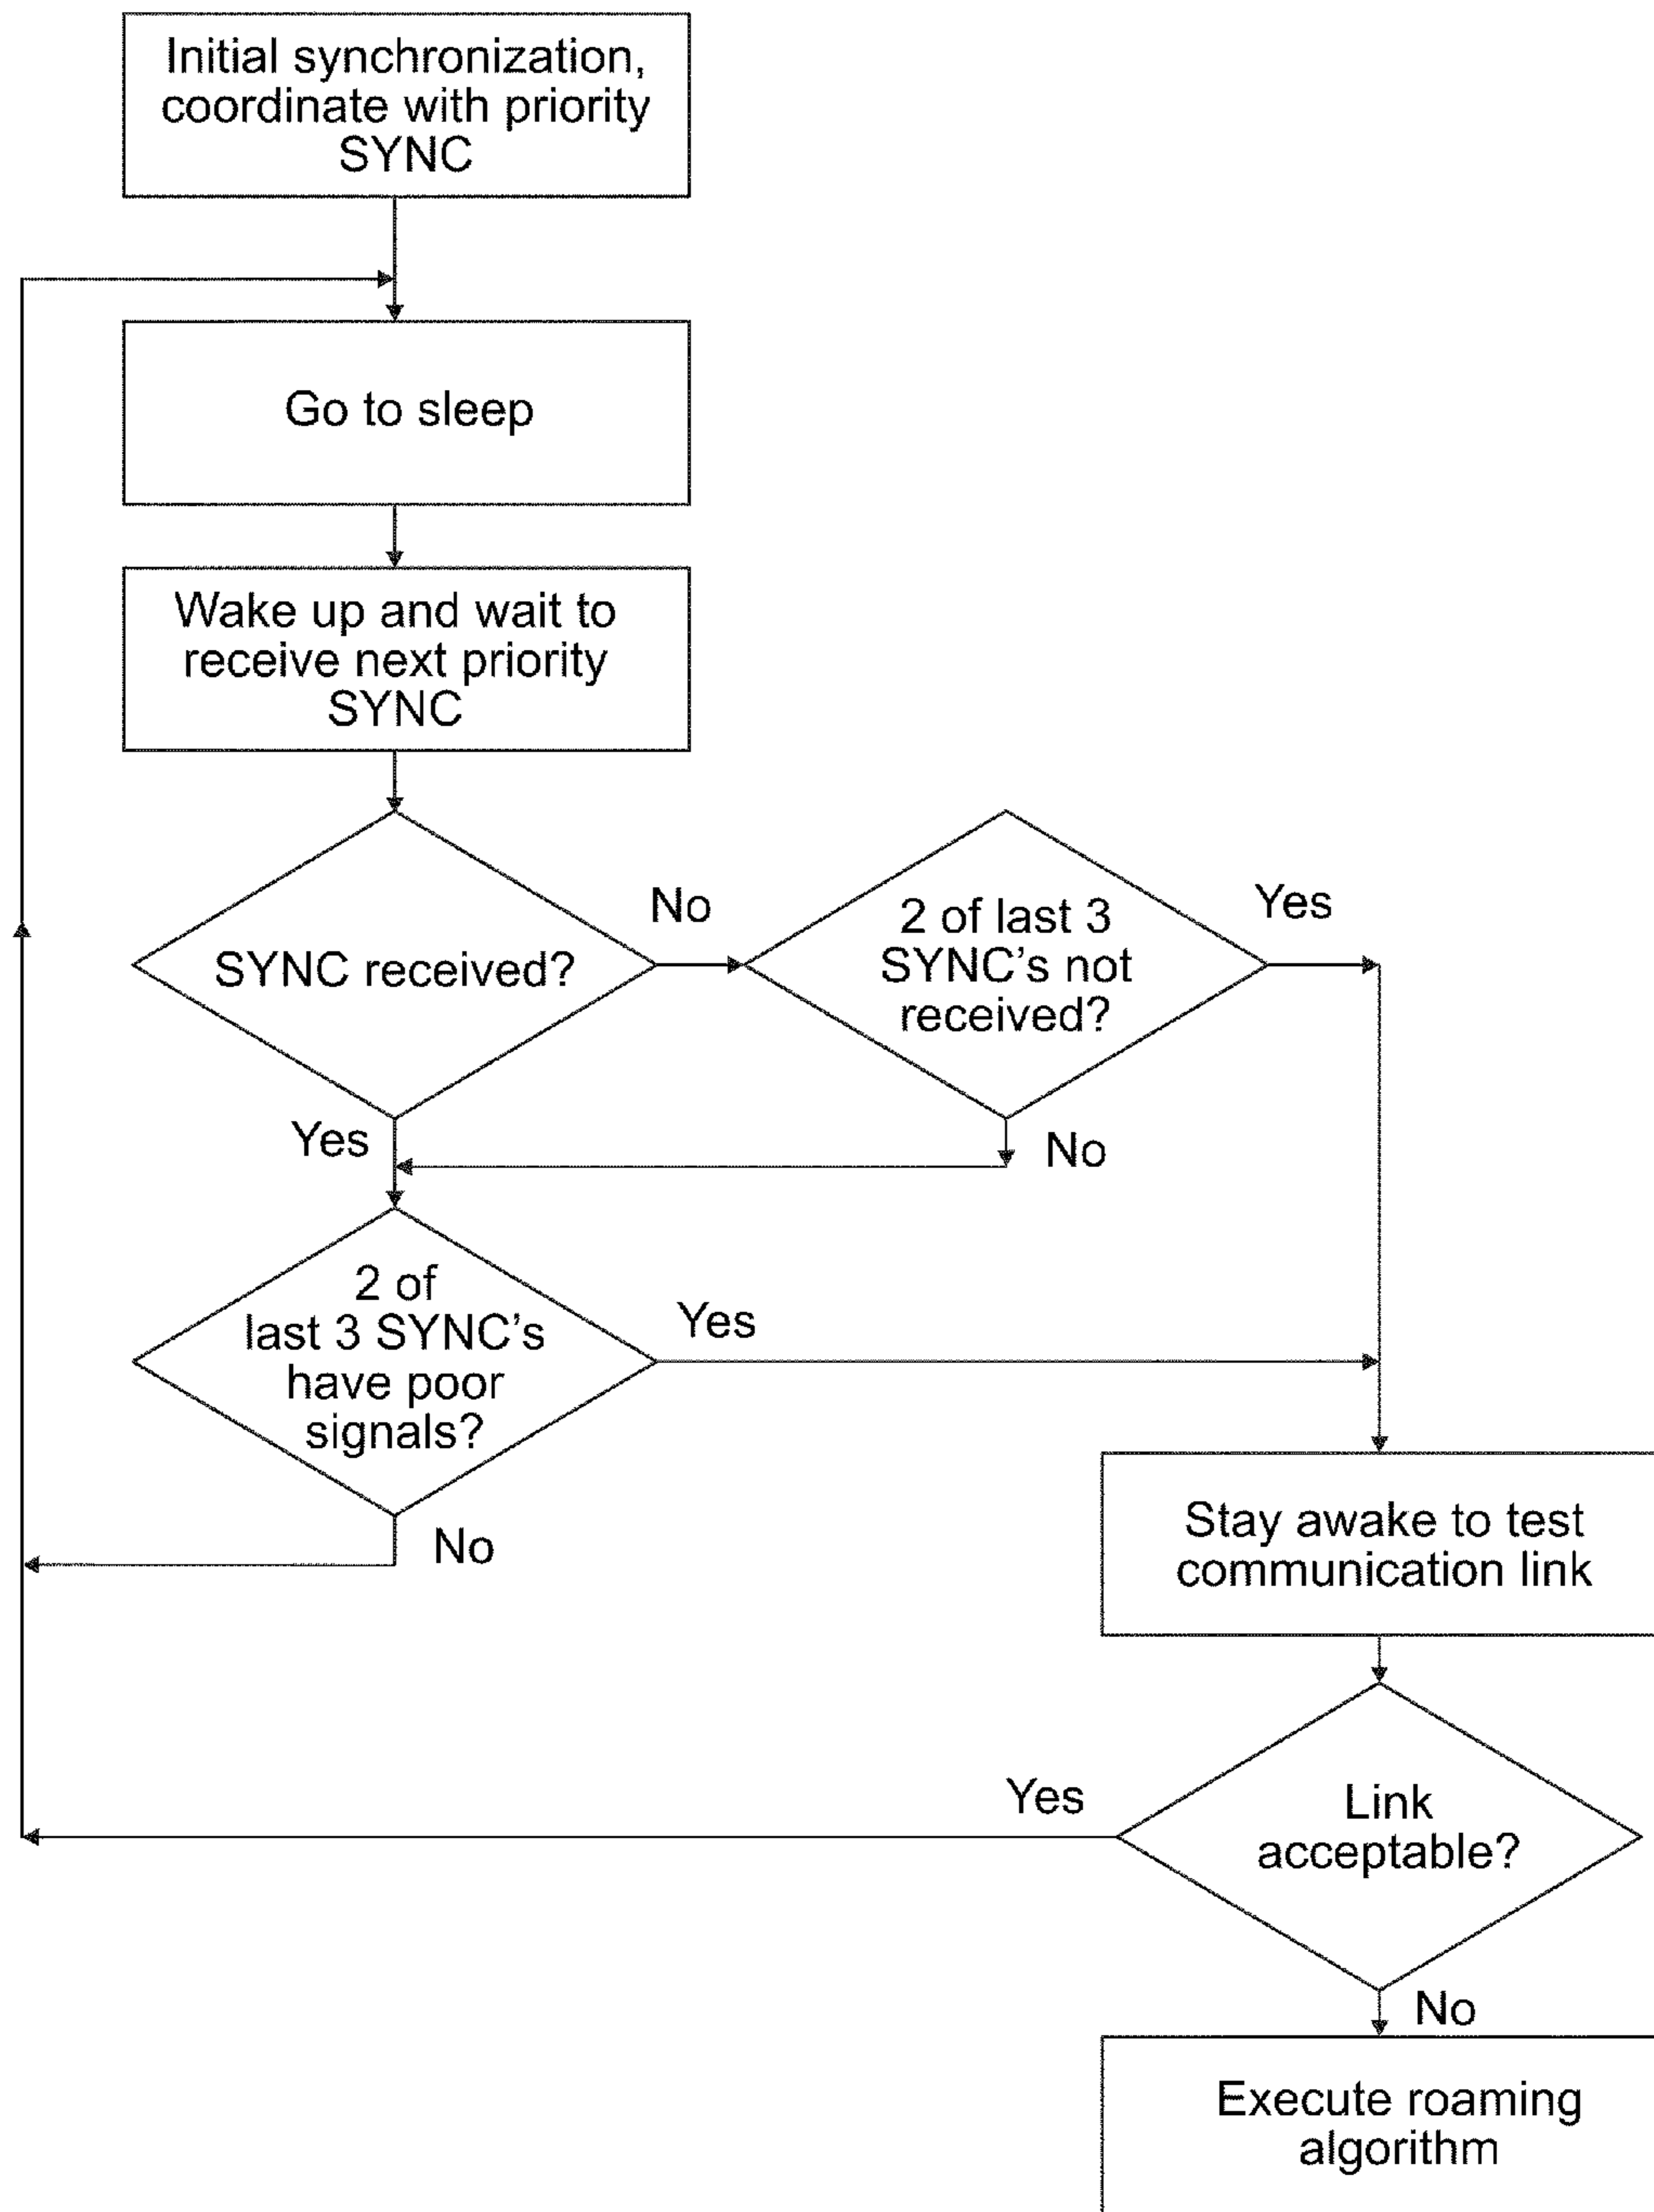 Initial synchronization,
coordinate with priority
SYNC
Go to sleep
Wake up and wait to
receive next priority
SYNC
SYNC received?
No
2 of last 3
SYNC's not
received?
Yes
Yes
No
2 of
last 3 SYNC's
have poor
signals?
Yes
No
Stay awake to test
communication link
Yes
Link
acceptable?
No
Execute roaming
algorithm